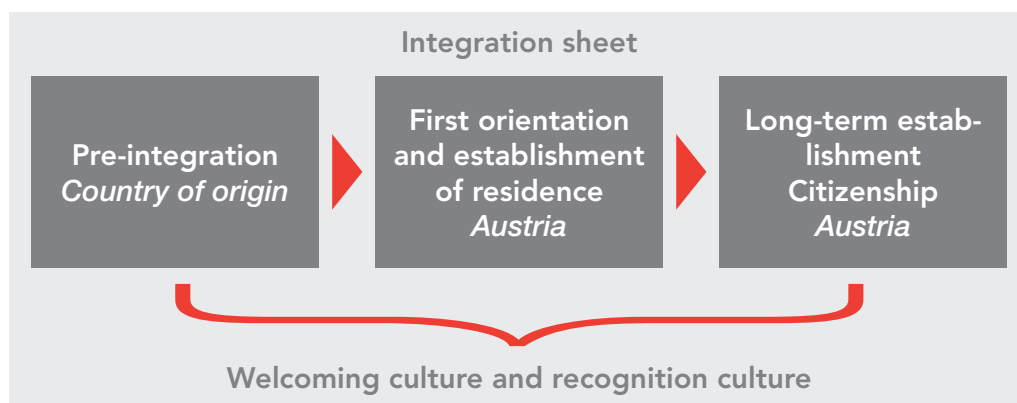 Integration sheet
Pre-integration
Country of origin
First orientation
and establishment
of residence
Austria
Long-term estab-
lishment
Citizenship
Austria
Welcoming culture and recognition culture